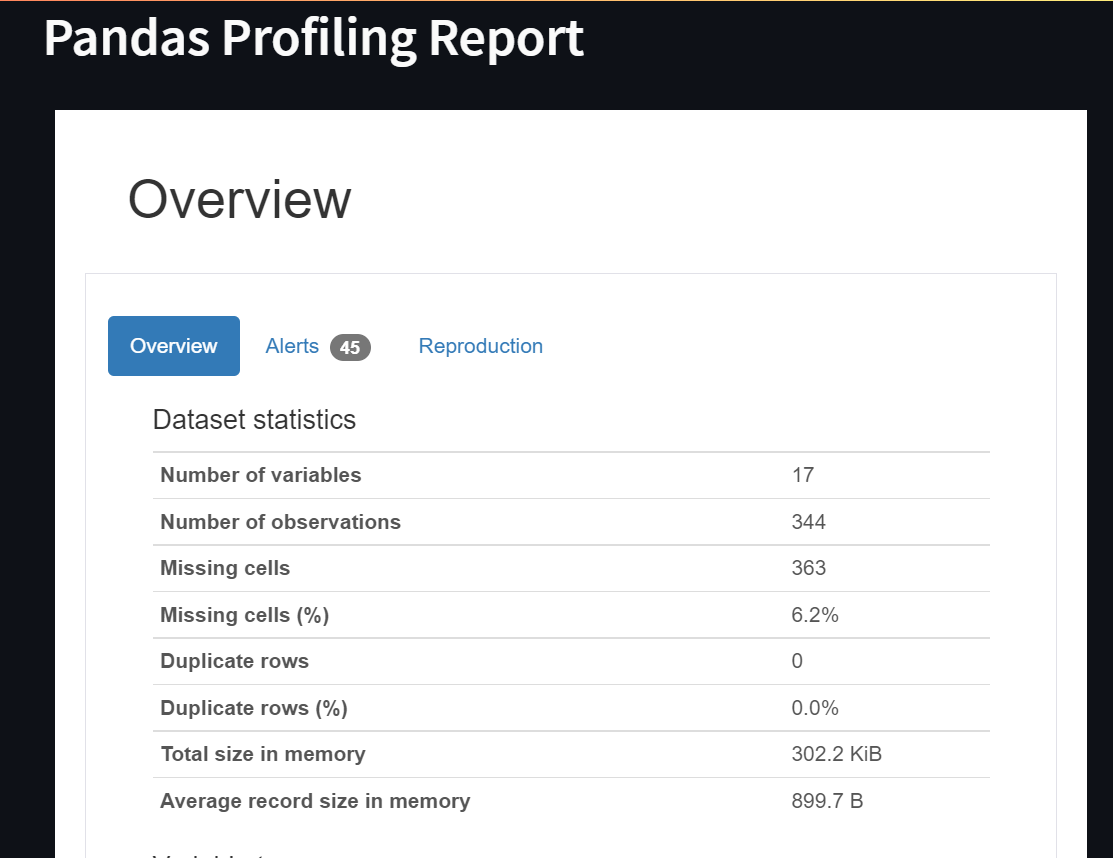 Pandas Profiling Report
Overview
Overview Alerts 45 Reproduction
Dataset statistics
Number of variables 17
Number of observations 344
Missing cells 363
Missing cells (%) 6.2%
Duplicate rows 0
Duplicate rows (%) 0.0%
Total size in memory 302.2 KiB
Average record size in memory 899.7 B